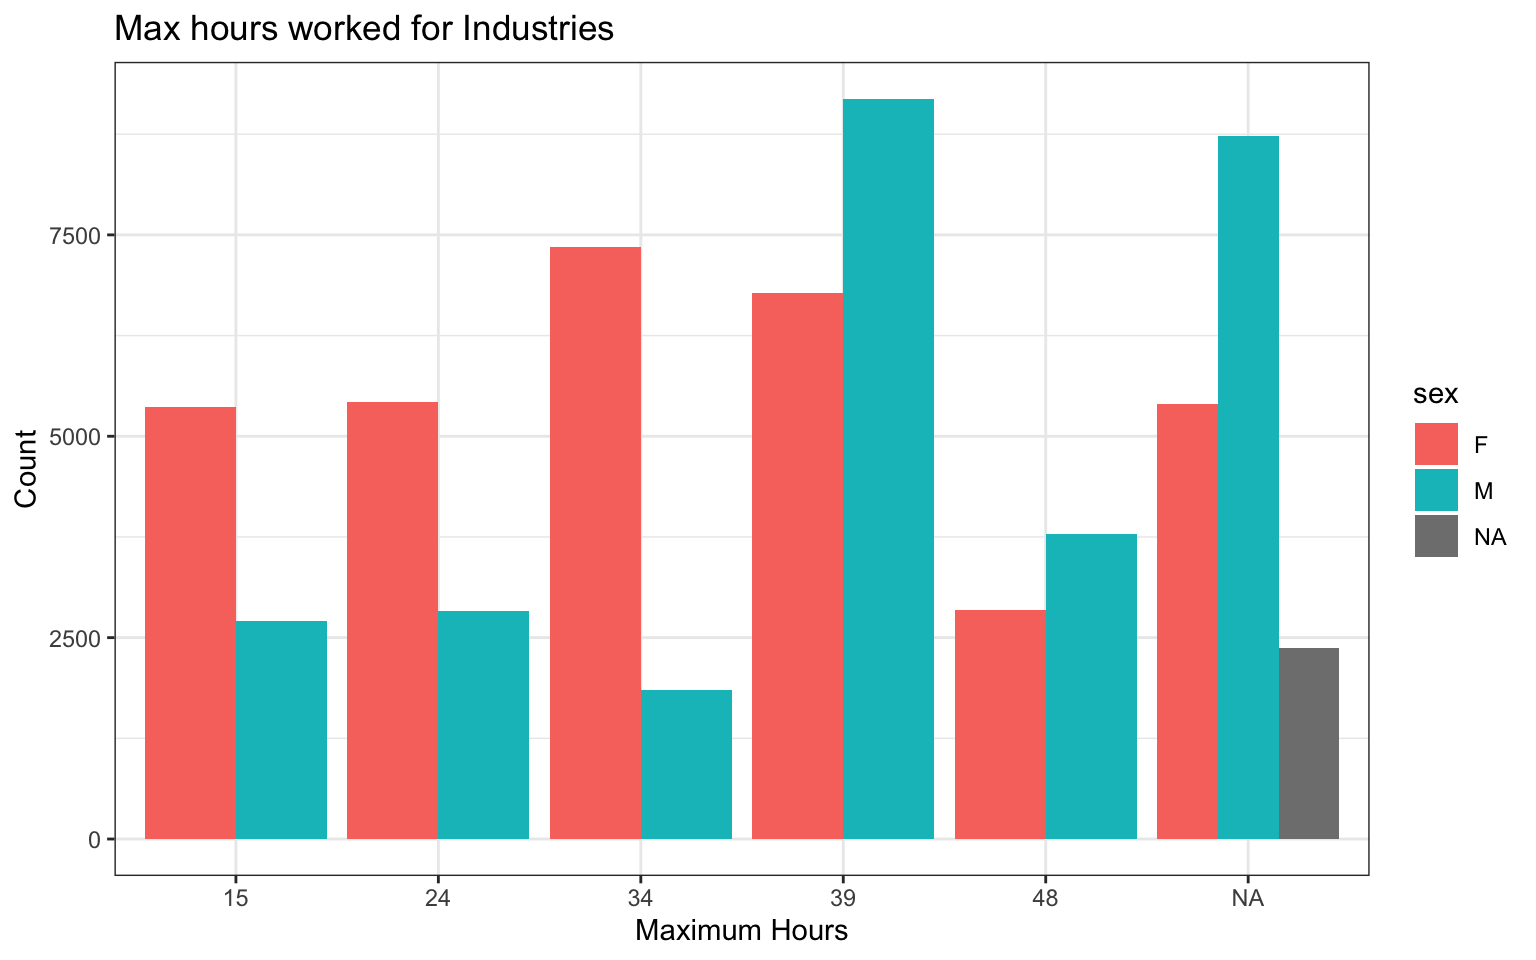 Max hours worked for Industries
7500
5000
2500
0
Count
15 24 34 39 48 NA
Maximum Hours
sex
F
M
NA